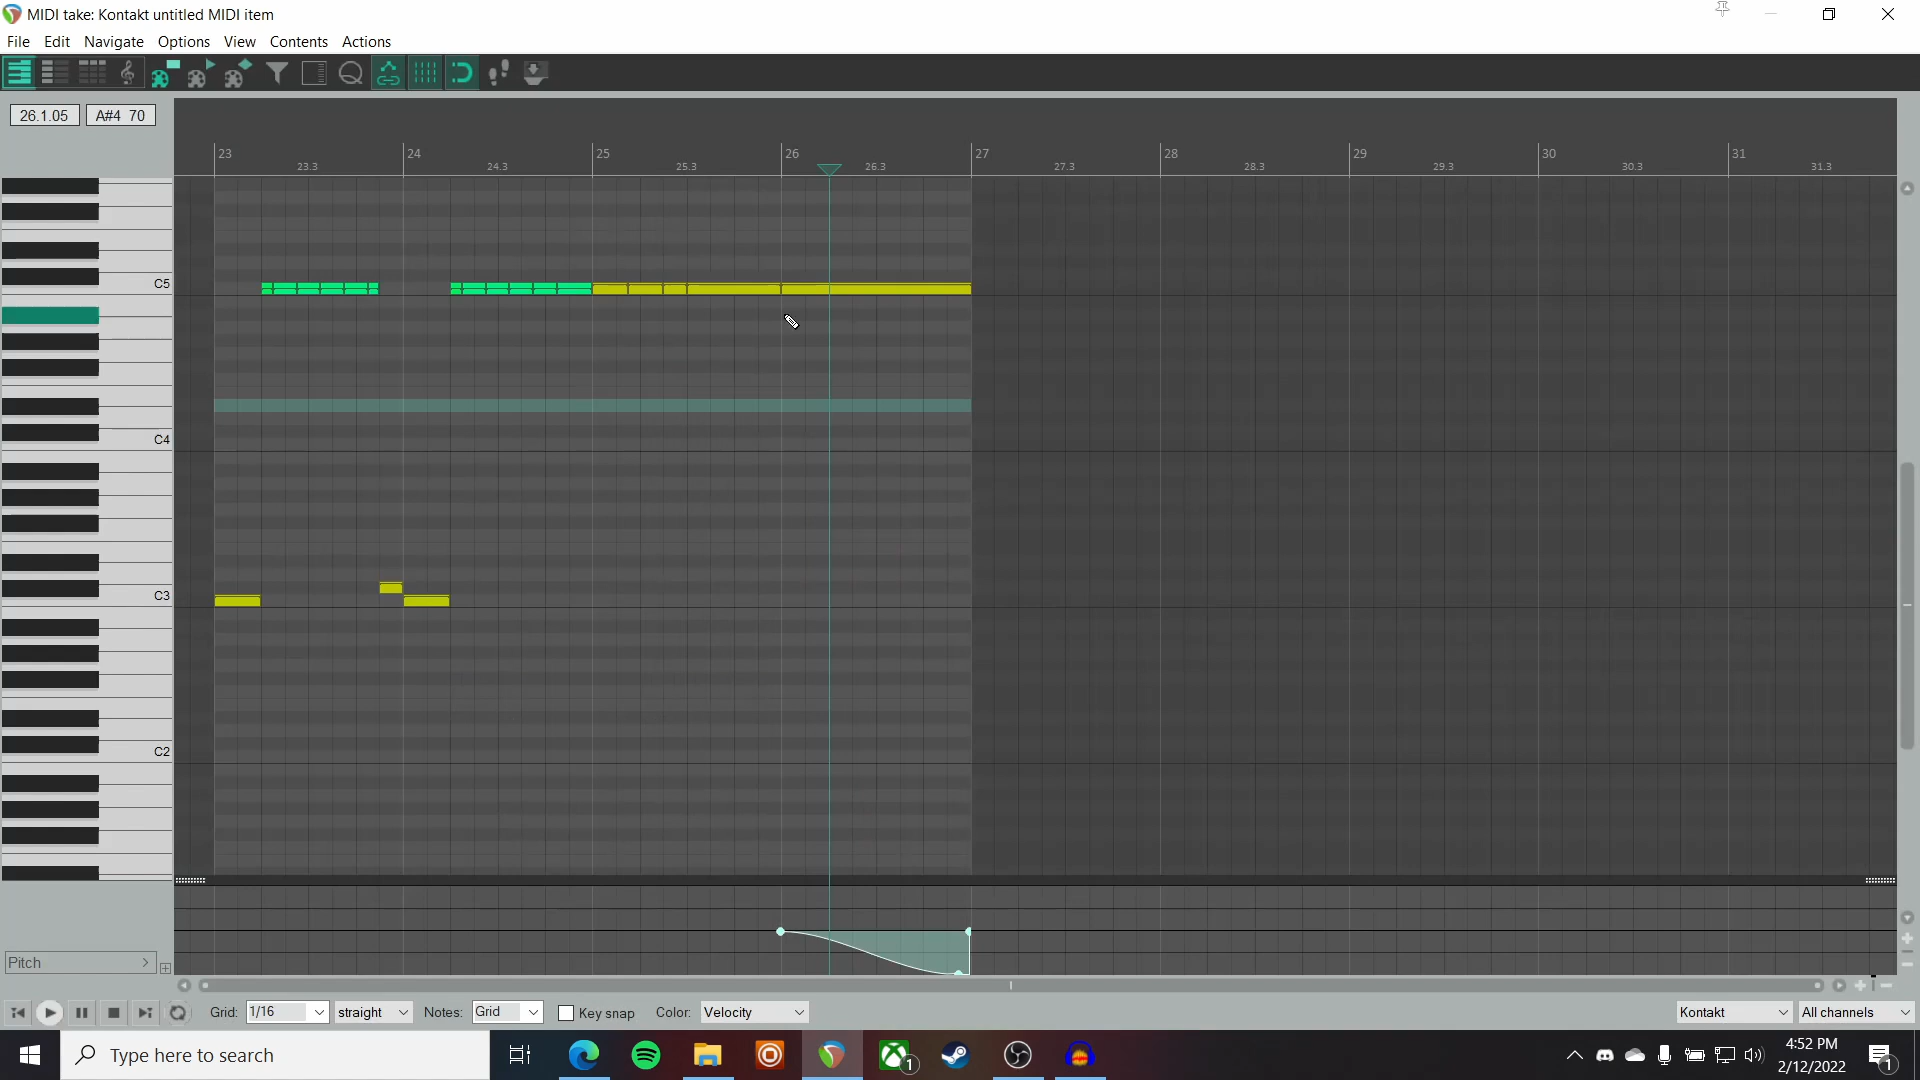 MIDI take: Kontakt untitled MIDI item
File Edit Navigate Options View Contents Actions
26.1.05 A#4 70
23 24 25 26 27 28 29 30 31
23.3 24.3 25.3 26.3 27.3 28.3 29.3 30.3 31.3
C5
C4
C3
C2
Pitch
Grid: 1/16 straight Notes: Grid Key snap Color: Velocity Kontakt All channels
Type here to search
1
4:52 PM
2/12/2022
1